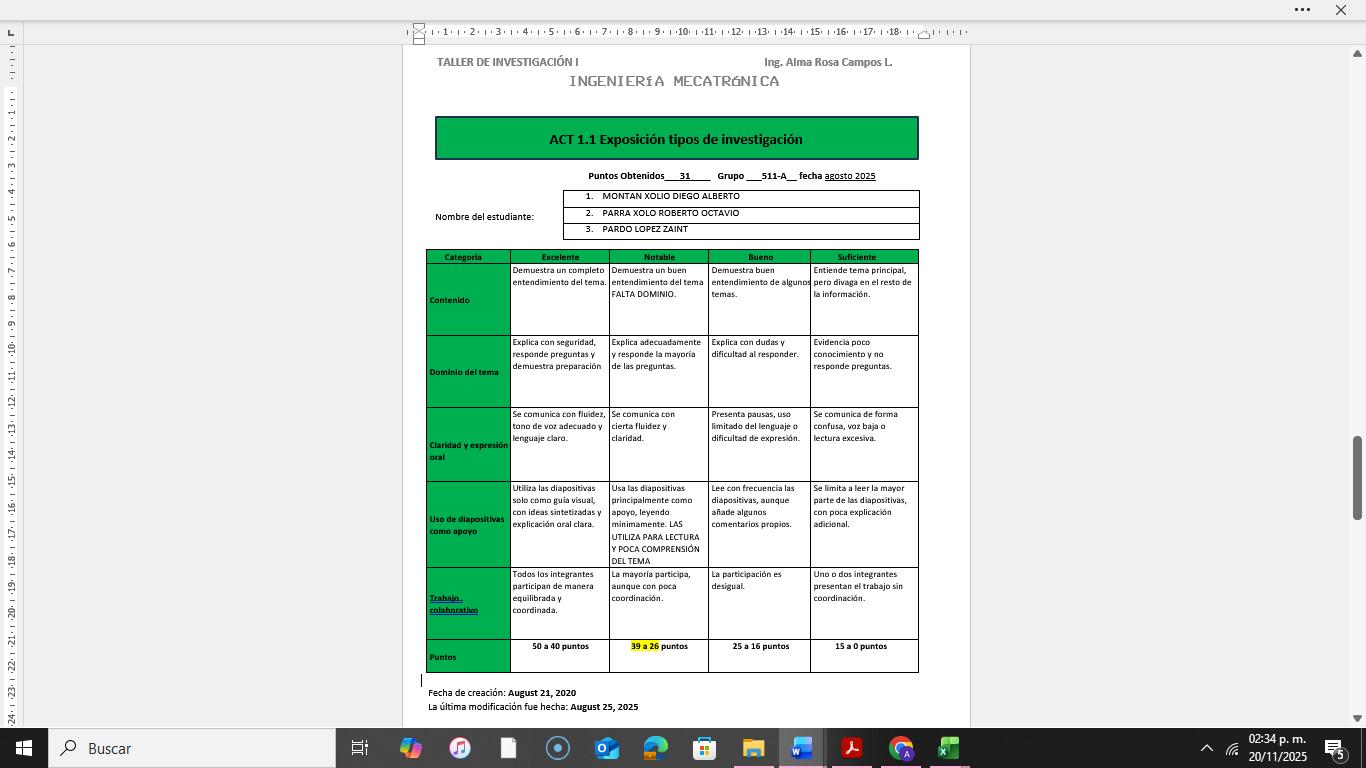 TALLER DE INVESTIGACIÓN I Ing. Alma Rosa Campos L.
INGENIERíA MECATRóNICA
ACT 1.1 Exposición tipos de investigación
Puntos Obtenidos___31____ Grupo ___511-A__ fecha agosto 2025
Nombre del estudiante:
1. MONTAN XOLIO DIEGO ALBERTO
2. PARRA XOLO ROBERTO OCTAVIO
3. PARDO LOPEZ ZAINT
Categoría Excelente Notable Bueno Suficiente
Contenido
Demuestra un completo
entendimiento del tema.
Demuestra un buen
entendimiento del tema
FALTA DOMINIO.
Demuestra buen
entendimiento de algunos
temas.
Entiende tema principal,
pero divaga en el resto de
la información.
Dominio del tema
Explica con seguridad,
responde preguntas y
demuestra preparación
Explica adecuadamente
y responde la mayoría
de las preguntas.
Explica con dudas y
dificultad al responder.
Evidencia poco
conocimiento y no
responde preguntas.
Claridad y expresión
oral
Se comunica con fluidez,
tono de voz adecuado y
lenguaje claro.
Se comunica con
cierta fluidez y
claridad.
Presenta pausas, uso
limitado del lenguaje o
dificultad de expresión.
Se comunica de forma
confusa, voz baja o
lectura excesiva.
Uso de diapositivas
como apoyo
Utiliza las diapositivas
solo como guía visual,
con ideas sintetizadas y
explicación oral clara.
Usa las diapositivas
principalmente como
apoyo, leyendo
mínimamente. LAS
UTILIZA PARA LECTURA
Y POCA COMPRENSIÓN
DEL TEMA
Lee con frecuencia las
diapositivas, aunque
añade algunos
comentarios propios.
Se limita a leer la mayor
parte de las diapositivas,
con poca explicación
adicional.
Trabajo
colaborativo
Todos los integrantes
participan de manera
equilibrada y
coordinada.
La mayoría participa,
aunque con poca
coordinación.
La participación es
desigual.
Uno o dos integrantes
presentan el trabajo sin
coordinación.
Puntos
50 a 40 puntos
39 a 26 puntos
25 a 16 puntos
15 a 0 puntos
Fecha de creación: August 21, 2020
La última modificación fue hecha: August 25, 2025
Buscar
02:34 p. m.
20/11/2025
5